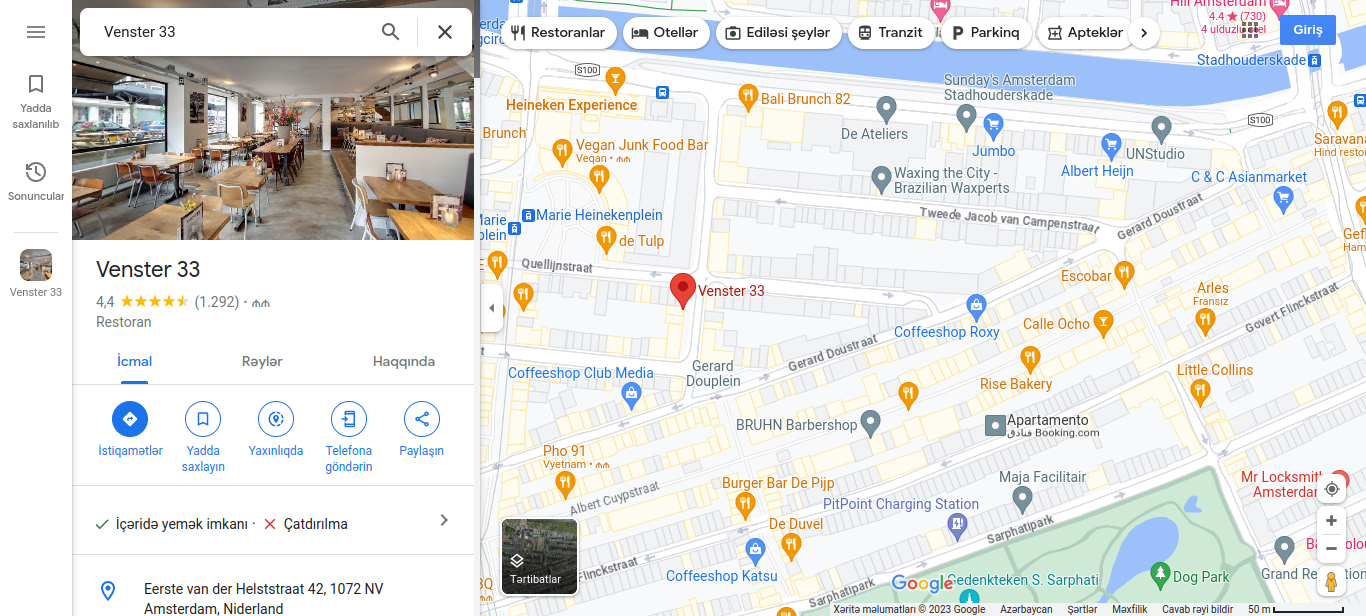 Venster 33
Yadda
saxlanılıb
Sonuncular
Venster 33
Venster 33
4,4 (1.292) ·
Restoran
İcmal
Rəylər
Haqqında
İstiqamətlər
Yadda
saxlayın
Yaxınlıqda
Telefona
göndərin
Paylaşın
İçəridə yemək imkanı · Çatdırılma
Eerste van der Helststraat 42, 1072 NV
Amsterdam, Niderland
Restoranlar
Otellər
Ediləsi şeylər
Tranzit
Parkinq
Apteklər
Giriş
Hill Amsterdam
4.4 ★ (730)
4 ulduzlu otel
Stadhouderskade
S100
Heineken Experience
Bali Brunch 82
Sunday's Amsterdam
Stadhouderskade
De Ateliers
Jumbo
UNStudio
Albert Heijn
S100
Saravana
Hind resto
Brunch
Vegan Junk Food Bar
Vegan ·
Waxing the City -
Brazilian Waxperts
C & C Asianmarket
Marie
plein
Marie Heinekenplein
de Tulp
Tweede Jacob van Campenstraat
Gerard Doustraat
Quellijnstraat
Venster 33
Escobar
Arles
Fransız
Calle Ocho
Coffeeshop Roxy
Govert Flinckstraat
Gerard Doustraat
Gerard
Douplein
Coffeeshop Club Media
Rise Bakery
Little Collins
BRUHN Barbershop
Apartamento
فنادق Booking.com
Pho 91
Vyetnam ·
Albert Cuypstraat
Burger Bar De Pijp
Maja Facilitair
PitPoint Charging Station
Sarphatipark
Mr Locksmith
Amsterdam
De Duvel
Coffeeshop Katsu
Flinckstraat
Tərtibatlar
Google
Gedenkteken S. Sarphati
Dog Park
Grand Re
Sarphatipark
Xəritə məlumatları © 2023 Google
Azərbaycan
Şərtlər
Məxfilik
Cavab rəyi bildir
50 m